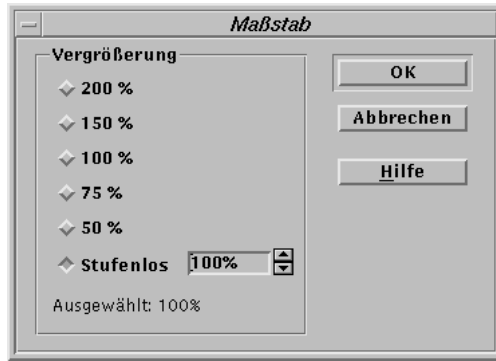 Maßstab
Vergrößerung
200 %
150 %
100 %
75 %
50 %
Stufenlos 100%
Ausgewählt: 100%
OK
Abbrechen
Hilfe